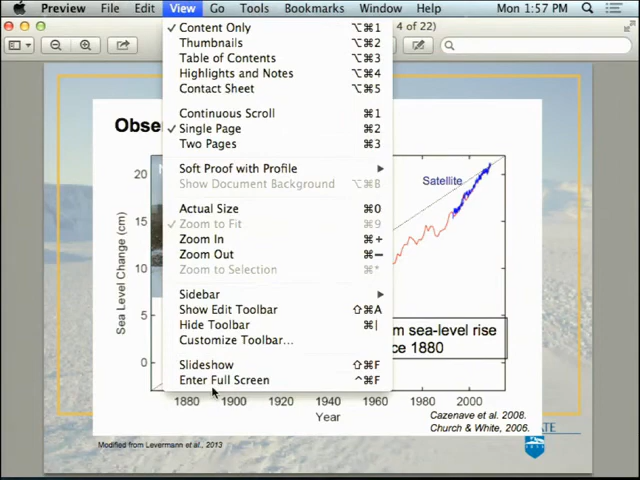 Preview File Edit View Go Tools Bookmarks Window Help Mon 1:57 PM
4 of 22)
✓ Content Only ⌥⌘1
Thumbnails ⌥⌘2
Table of Contents ⌥⌘3
Highlights and Notes ⌥⌘4
Contact Sheet ⌥⌘5
Continuous Scroll ⌘1
✓ Single Page ⌘2
Two Pages ⌘3
Soft Proof with Profile
Show Document Background ⌥⌘B
Actual Size ⌘0
✓ Zoom to Fit ⌘9
Zoom In ⌘+
Zoom Out ⌘−
Zoom to Selection ⌘*
Sidebar
Show Edit Toolbar ⇧⌘A
Hide Toolbar ⌘|
Customize Toolbar...
Slideshow ⇧⌘F
Enter Full Screen ^⌘F
Obse
Sea Level Change (cm)
20
15
10
5
0
Satellite
m sea-level rise
ce 1880
1880 1900 1920 1940 1960 1980 2000
Year
Cazenave et al. 2008.
Church & White, 2006.
Modified from Levermann et al., 2013
ATE